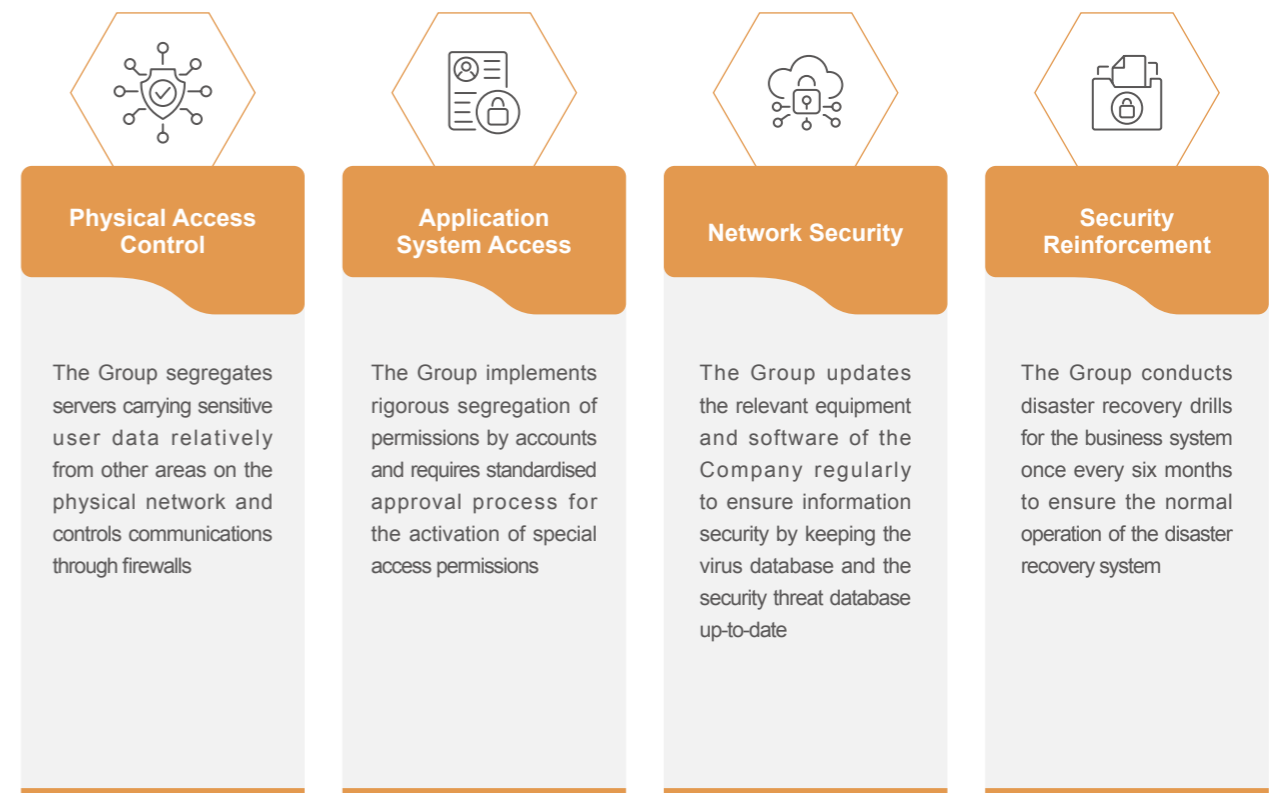 Physical Access
Control
The Group segregates
servers carrying sensitive
user data relatively
from other areas on the
physical network and
controls communications
through firewalls
Application
System Access
The Group implements
rigorous segregation of
permissions by accounts
and requires standardised
approval process for
the activation of special
access permissions
Network Security
The Group updates
the relevant equipment
and software of the
Company regularly
to ensure information
security by keeping the
virus database and the
security threat database
up-to-date
Security
Reinforcement
The Group conducts
disaster recovery drills
for the business system
once every six months
to ensure the normal
operation of the disaster
recovery system